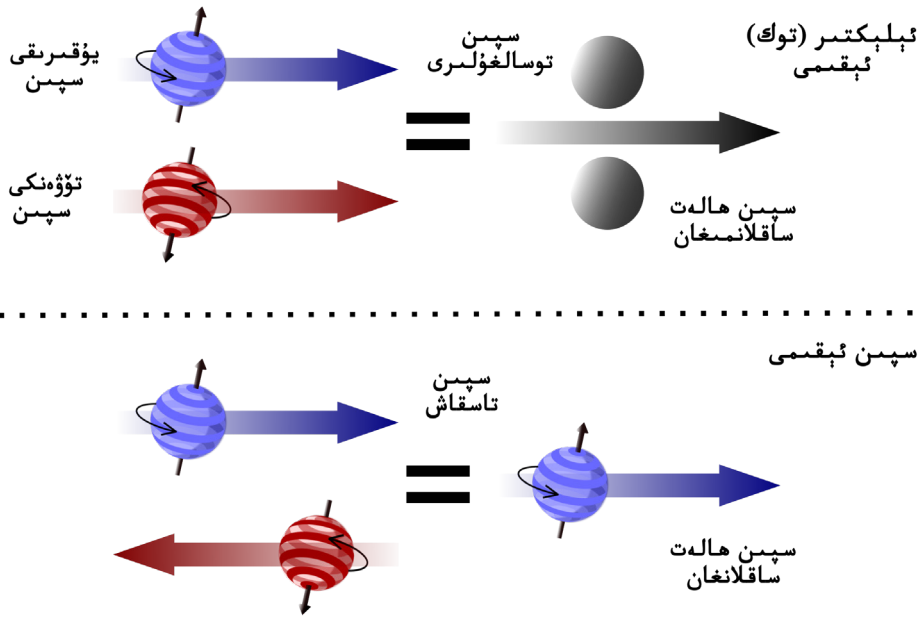 ئېلېكتىر (توك)
ئېقىمى
سپىن
توسالغۇلىرى
يۇقىرىقى
سپىن
تۆۋەنكى
سپىن
سپىن ھالەت
ساقلانمىغان
سپىن ئېقىمى
سپىن
تاسقاش
سپىن ھالەت
ساقلانغان